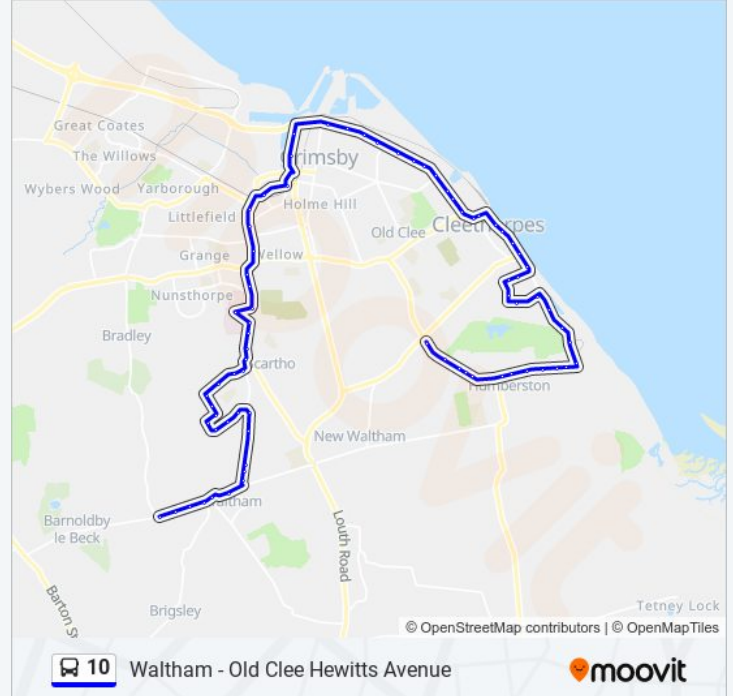 Great Coates
The Willows
Grimsby
Wybers Wood
Yarborough
Holme Hill
Littlefield
Old Clee
Cleethorpes
Grange
Wellow
Nunsthorpe
Bradley
Scartho
Humberston
New Waltham
Waltham
Barnoldby
le Beck
Louth Road
Barton St
Brigsley
Tetney Lock
© OpenStreetMap contributors | © OpenMapTiles
10 Waltham - Old Clee Hewitts Avenue
moovit